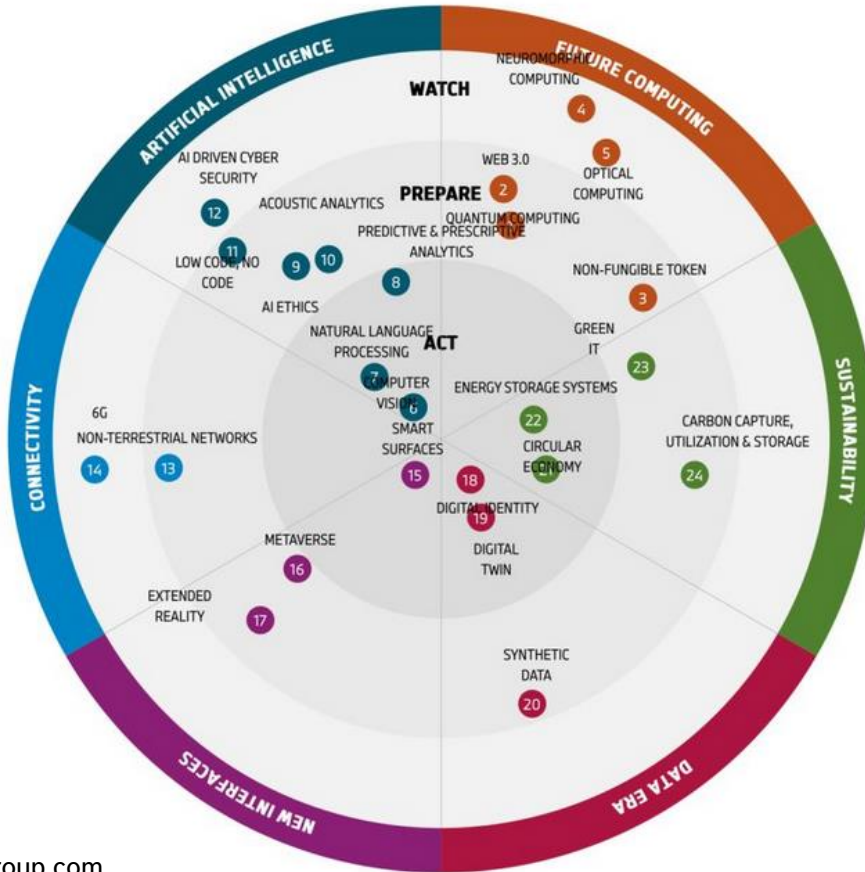 ARTIFICIAL INTELLIGENCE
FUTURE COMPUTING
NEUROMORPHIC
COMPUTING
WATCH
4
AI DRIVEN CYBER
SECURITY
WEB 3.0
5
OPTICAL
COMPUTING
PREPARE
2
ACOUSTIC ANALYTICS
12
QUANTUM COMPUTING
PREDICTIVE & PRESCRIPTIVE
ANALYTICS
11
LOW CODE, NO
CODE
9
10
8
NON-FUNGIBLE TOKEN
3
AI ETHICS
NATURAL LANGUAGE
PROCESSING
ACT
GREEN
IT
23
7
COMPUTER
VISION
6
ENERGY STORAGE SYSTEMS
22
SMART
SURFACES
15
CIRCULAR
ECONOMY
CARBON CAPTURE,
UTILIZATION & STORAGE
24
SUSTAINABILITY
CONNECTIVITY
6G
NON-TERRESTRIAL NETWORKS
14
13
18
DIGITAL IDENTITY
19
DIGITAL
TWIN
METAVERSE
16
EXTENDED
REALITY
17
SYNTHETIC
DATA
20
NEW INTERFACES
DATA ERA
roup.com